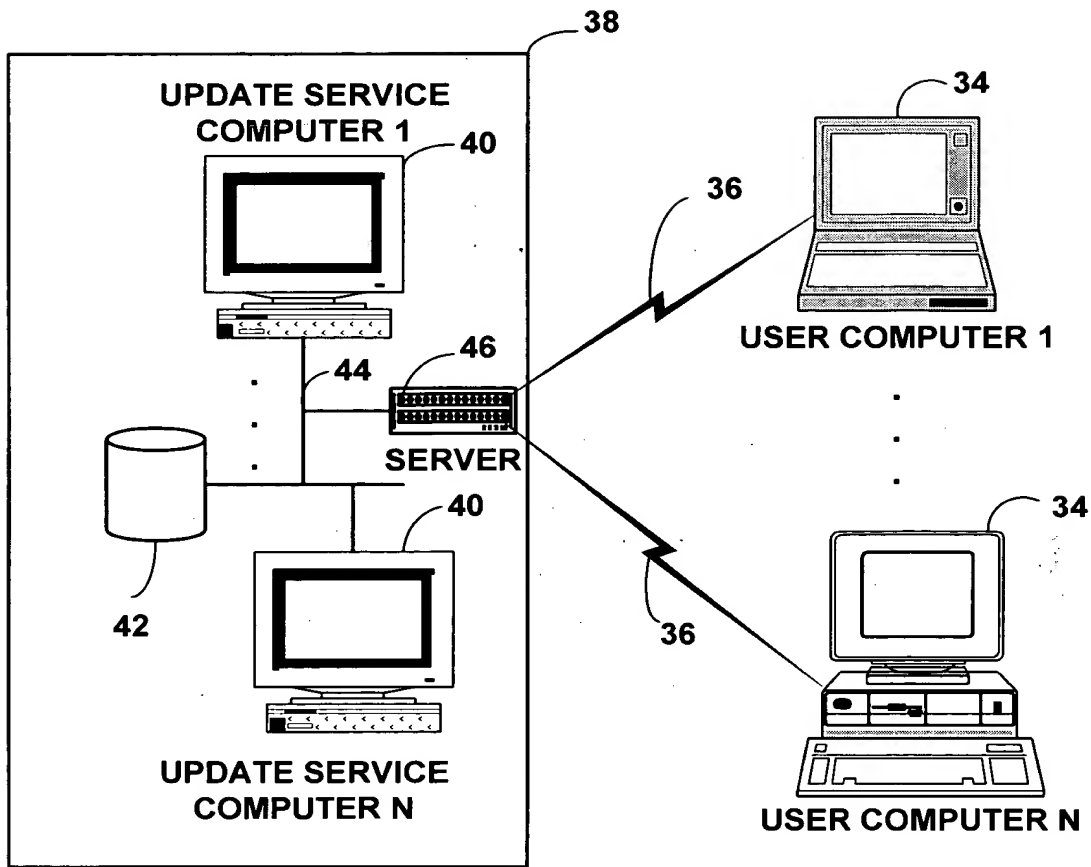 38
UPDATE SERVICE
COMPUTER 1
40
34
36
USER COMPUTER 1
44
46
SERVER
40
42
36
34
UPDATE SERVICE
COMPUTER N
USER COMPUTER N